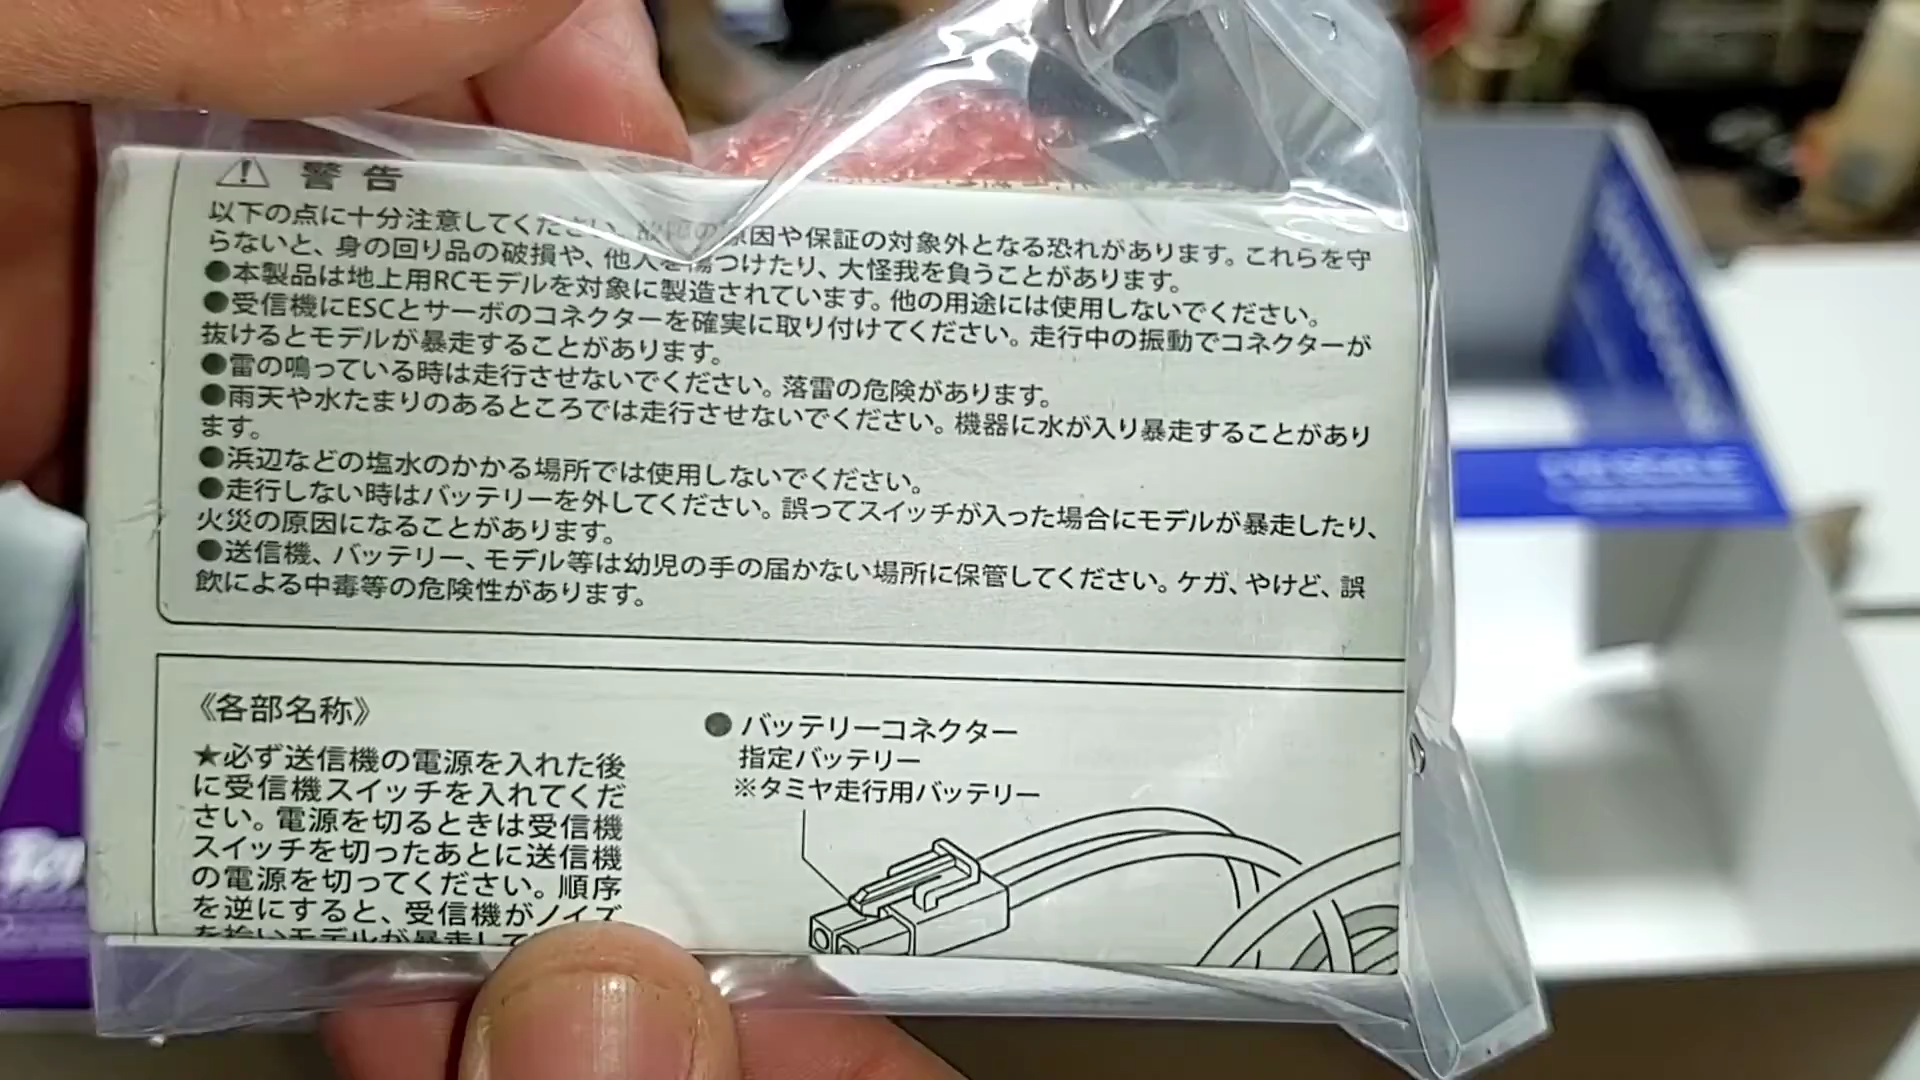 警告
以下の点に十分注意してください。故障の原因や保証の対象外となる恐れがあります。これらを守
らないと、身の回り品の破損や、他人を傷つけたり、大怪我を負うことがあります。
●本製品は地上用RCモデルを対象に製造されています。他の用途には使用しないでください。
●受信機にESCとサーボのコネクターを確実に取り付けてください。走行中の振動でコネクターが
抜けるとモデルが暴走することがあります。
●雷の鳴っている時は走行させないでください。落雷の危険があります。
●雨天や水たまりのあるところでは走行させないでください。機器に水が入り暴走することがあり
ます。
●浜辺などの塩水のかかる場所では使用しないでください。
●走行しない時はバッテリーを外してください。誤ってスイッチが入った場合にモデルが暴走したり、
火災の原因になることがあります。
●送信機、バッテリー、モデル等は幼児の手の届かない場所に保管してください。ケガ、やけど、誤
飲による中毒等の危険性があります。
《各部名称》
★必ず送信機の電源を入れた後
に受信機スイッチを入れてくだ
さい。電源を切るときは受信機
スイッチを切ったあとに送信機
の電源を切ってください。順序
を逆にすると、受信機がノイズ
を拾いモデルが暴走して
●バッテリーコネクター
指定バッテリー
※タミヤ走行用バッテリー